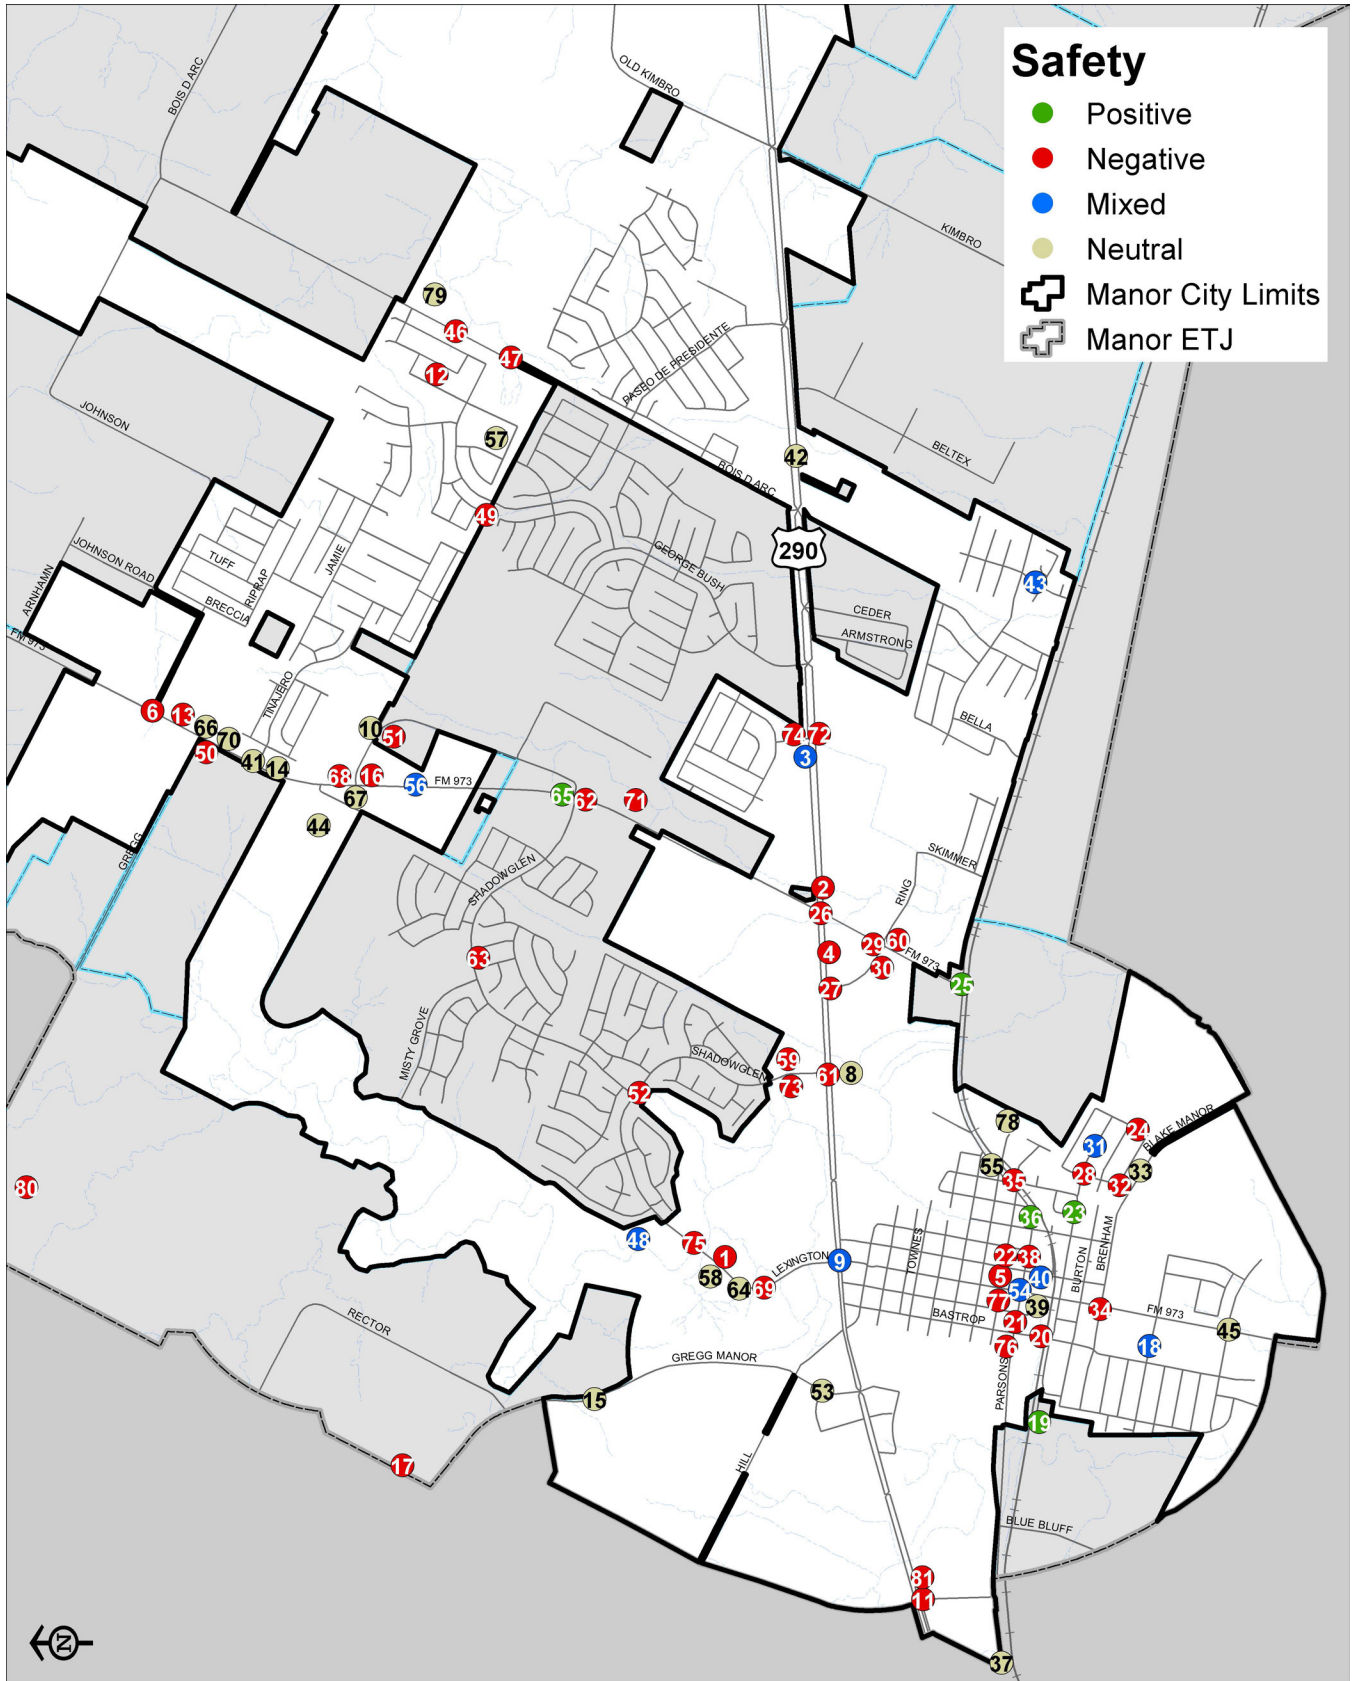 Safety
Positive
Negative
Mixed
Neutral
Manor City Limits
Manor ETJ
BOIS D ARC
OLD KIMBRO
KIMBRO
79
46
47
12
PASEO DE PRESIDENTE
JOHNSON
57
42
BELTEX
BOIS D ARC
49
290
JOHNSON ROAD
TUFF
RIPRAP
JAMIE
GEORGE BUSH
43
ARNHAMN
BRECCIA
CEDER
ARMSTRONG
FM 973
TINAJERO
6
13
66
70
50
10
51
BELLA
74
72
3
41
14
68
16
56
FM 973
67
65
62
71
44
GREGG
SHADOWGLEN
SKIMMER
RING
2
26
29
60
4
30
FM 973
63
27
25
MISTY GROVE
SHADOWGLEN
59
73
61
8
52
78
24
BLAKE MANOR
31
55
35
28
32
33
80
36
23
48
75
1
58
64
69
LEXINGTON
9
TOWNES
22
38
BURTON
BRENHAM
5
54
40
77
39
34
FM 973
45
BASTROP
21
20
76
18
RECTOR
GREGG MANOR
PARSONS
15
53
19
17
HILL
BLUE BLUFF
81
11
37
N